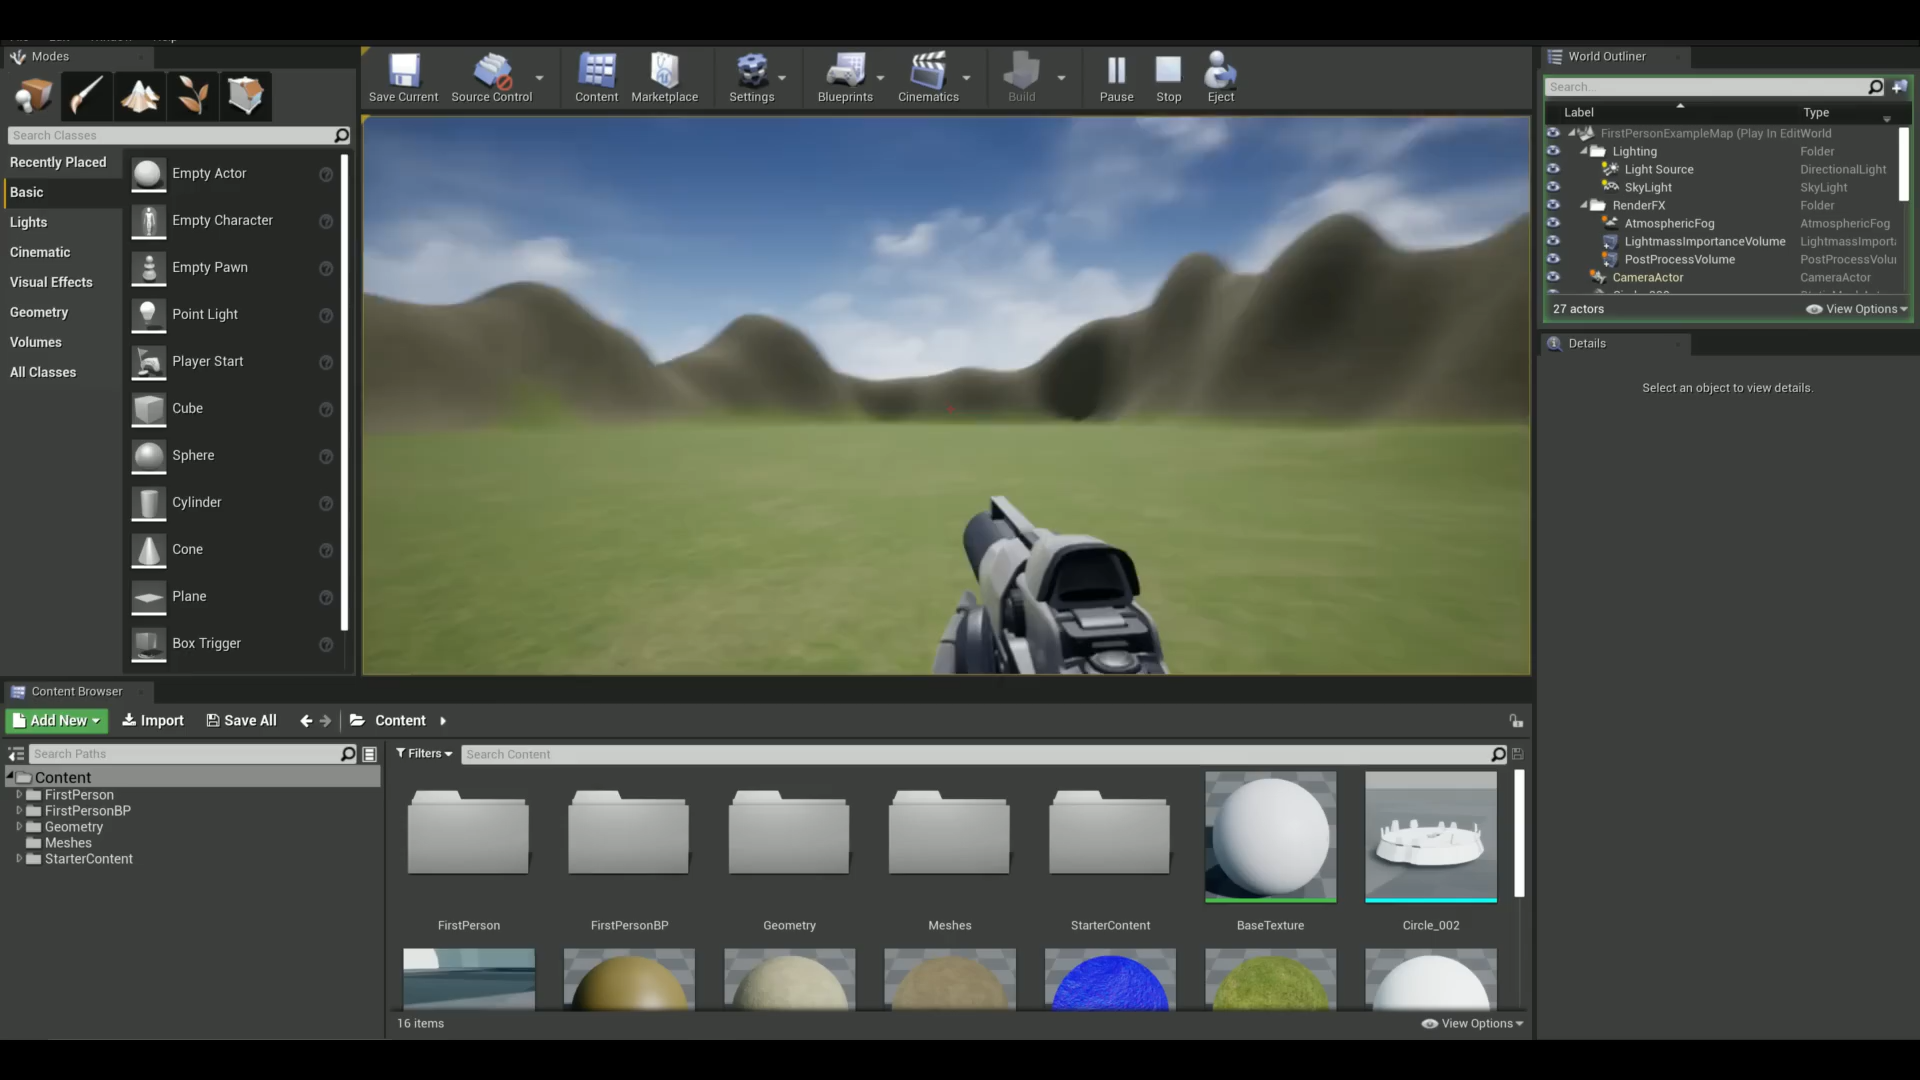 Modes
Search Classes
Recently Placed
Basic
Lights
Cinematic
Visual Effects
Geometry
Volumes
All Classes
Empty Actor
Empty Character
Empty Pawn
Point Light
Player Start
Cube
Sphere
Cylinder
Cone
Plane
Box Trigger
Save Current
Source Control
Content
Marketplace
Settings
Blueprints
Cinematics
Build
Pause
Stop
Eject
World Outliner
Search...
Label Type
FirstPersonExampleMap (Play In EditWorld
Lighting Folder
Light Source DirectionalLight
SkyLight SkyLight
RenderFX Folder
AtmosphericFog AtmosphericFog
LightmassImportanceVolume LightmassImporta
PostProcessVolume PostProcessVolu
CameraActor CameraActor
27 actors View Options
Details
Select an object to view details.
Content Browser
Add New Import Save All Content
Search Paths
Content
FirstPerson
FirstPersonBP
Geometry
Meshes
StarterContent
Filters Search Content
FirstPerson
FirstPersonBP
Geometry
Meshes
StarterContent
BaseTexture
Circle_002
16 items View Options